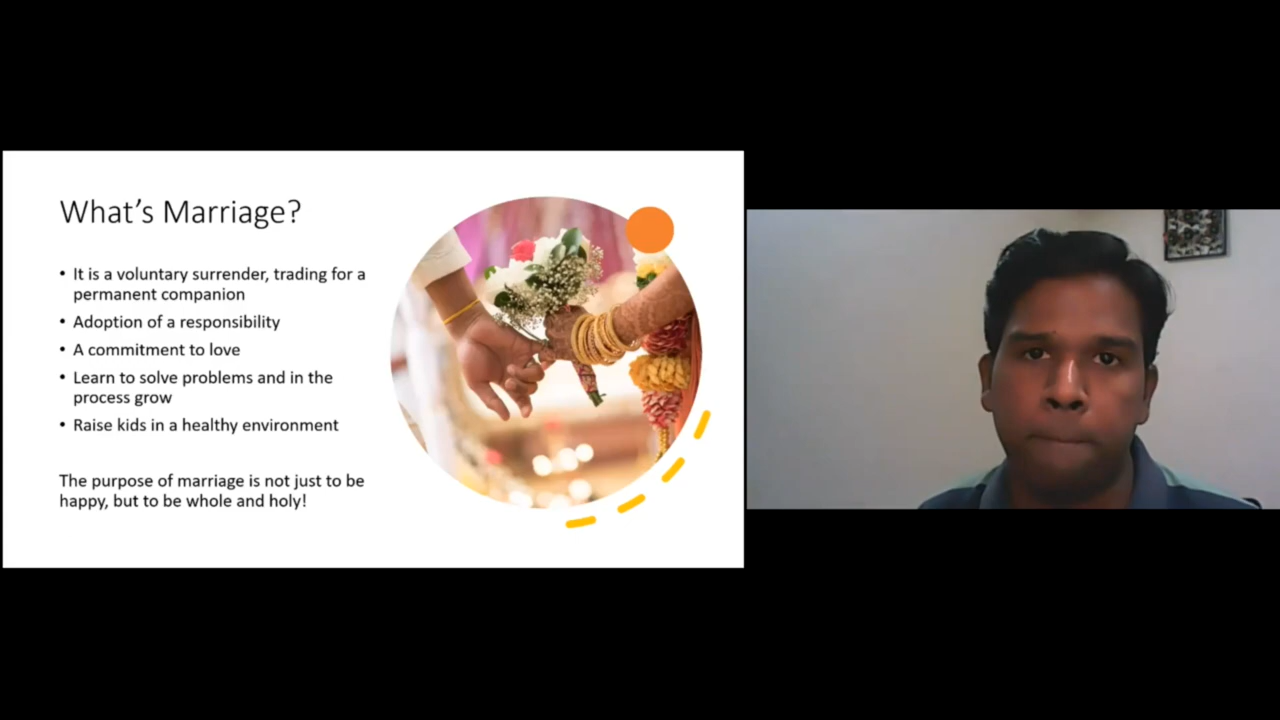 What's Marriage?
• It is a voluntary surrender, trading for a
permanent companion
• Adoption of a responsibility
• A commitment to love
• Learn to solve problems and in the
process grow
• Raise kids in a healthy environment
The purpose of marriage is not just to be
happy, but to be whole and holy!